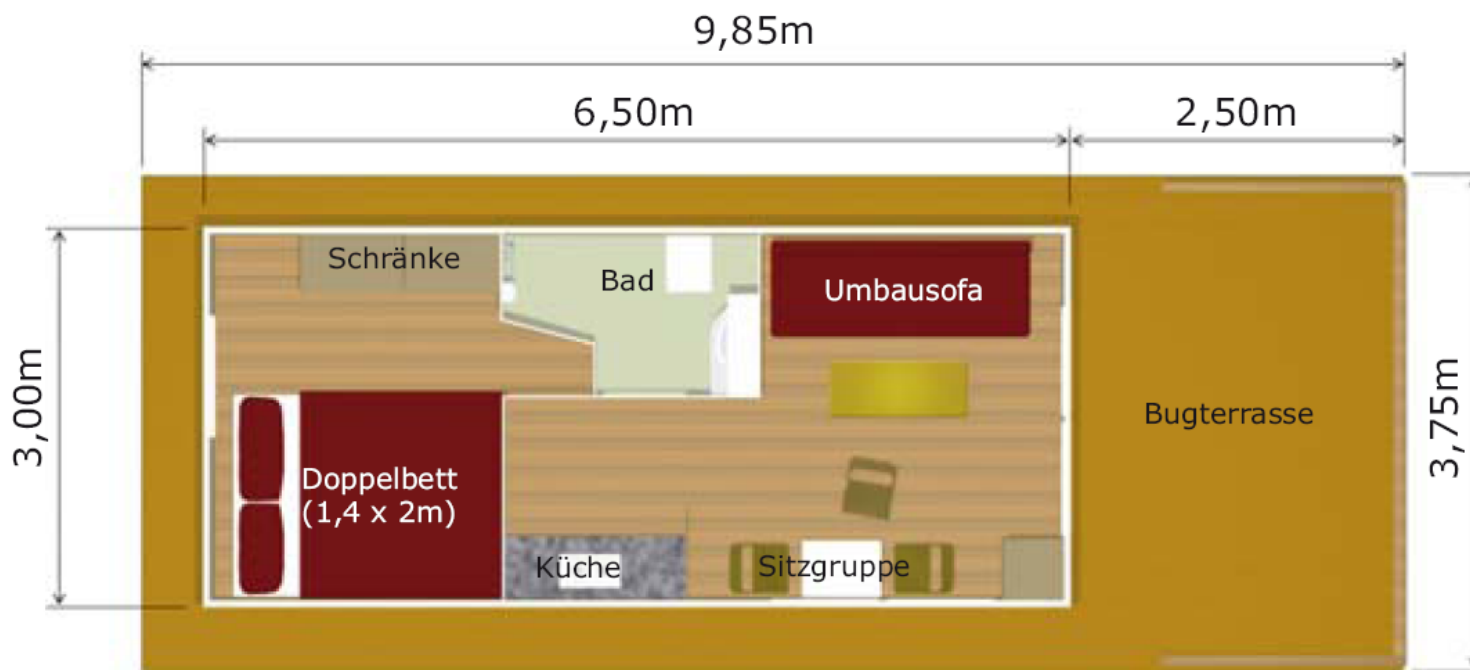 9,85m
6,50m
2,50m
Schränke
Bad
Umbausofa
3,00m
Bugterrasse
3,75m
Doppelbett
(1,4 x 2m)
Küche
Sitzgruppe